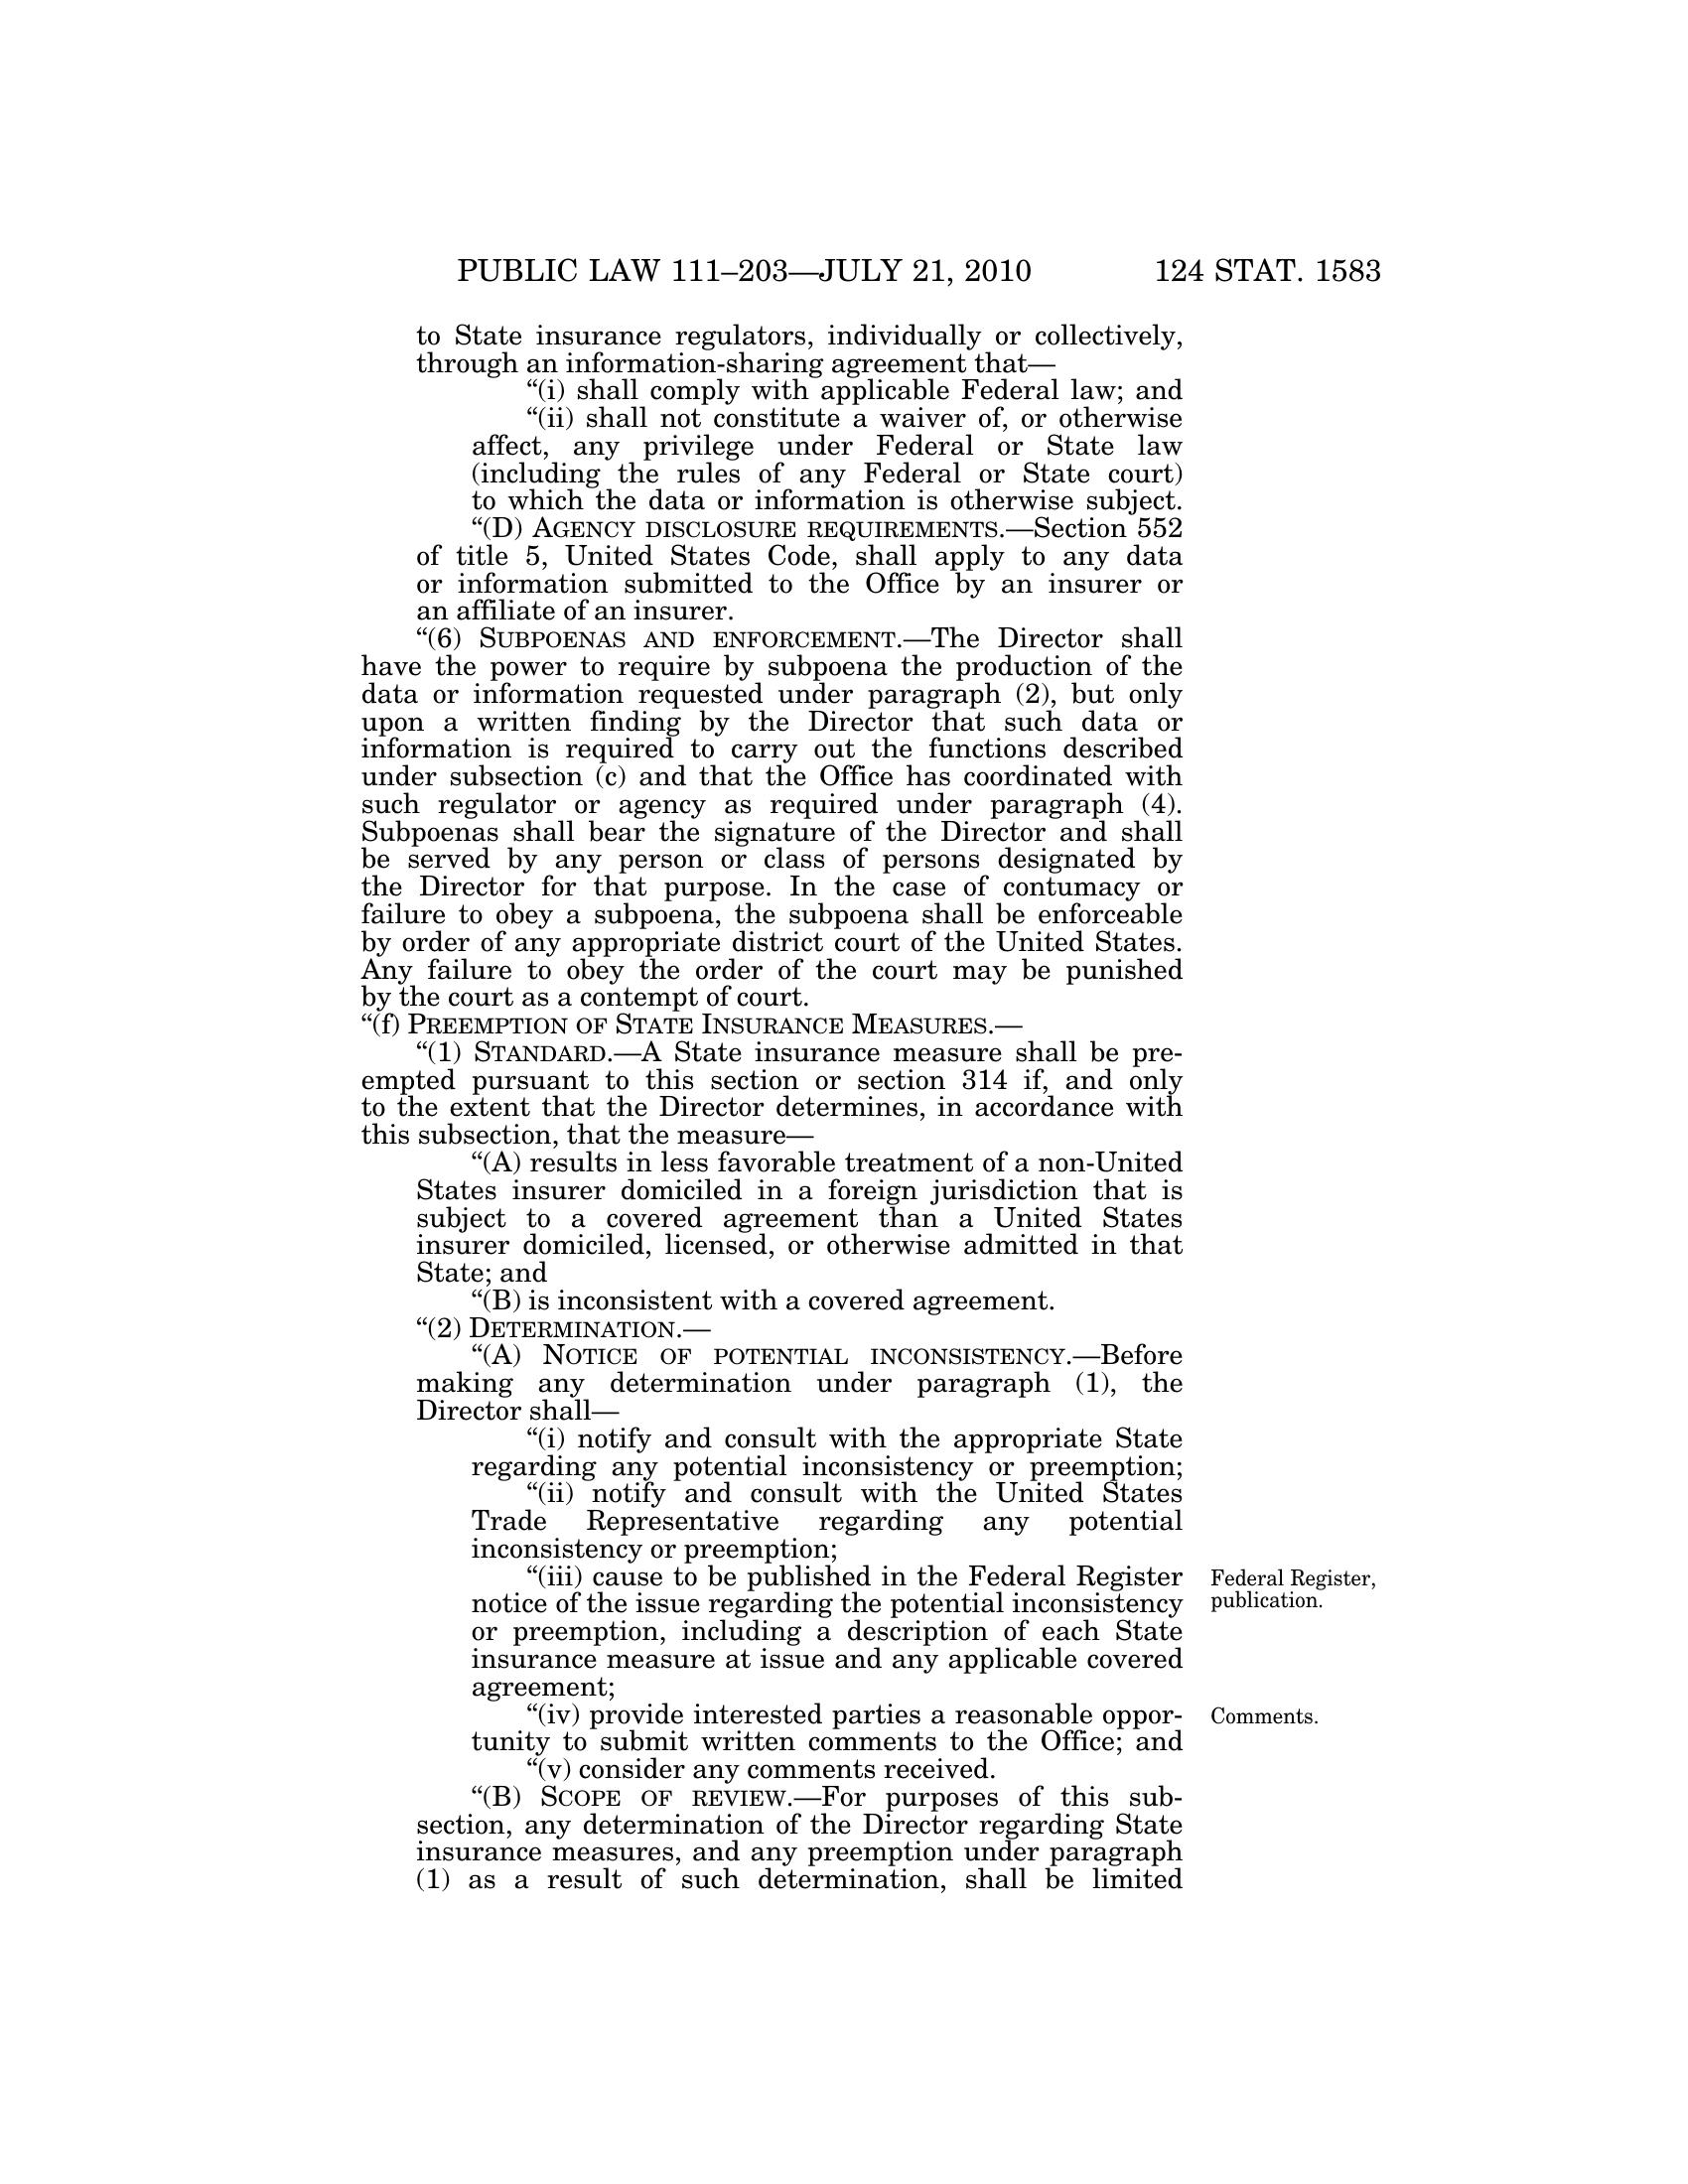 PUBLIC LAW 111–203—JULY 21, 2010 124 STAT. 1583
to State insurance regulators, individually or collectively,
through an information-sharing agreement that—
“(i) shall comply with applicable Federal law; and
“(ii) shall not constitute a waiver of, or otherwise
affect, any privilege under Federal or State law
(including the rules of any Federal or State court)
to which the data or information is otherwise subject.
“(D) AGENCY DISCLOSURE REQUIREMENTS.—Section 552
of title 5, United States Code, shall apply to any data
or information submitted to the Office by an insurer or
an affiliate of an insurer.
“(6) SUBPOENAS AND ENFORCEMENT.—The Director shall
have the power to require by subpoena the production of the
data or information requested under paragraph (2), but only
upon a written finding by the Director that such data or
information is required to carry out the functions described
under subsection (c) and that the Office has coordinated with
such regulator or agency as required under paragraph (4).
Subpoenas shall bear the signature of the Director and shall
be served by any person or class of persons designated by
the Director for that purpose. In the case of contumacy or
failure to obey a subpoena, the subpoena shall be enforceable
by order of any appropriate district court of the United States.
Any failure to obey the order of the court may be punished
by the court as a contempt of court.
“(f) PREEMPTION OF STATE INSURANCE MEASURES.—
“(1) STANDARD.—A State insurance measure shall be pre-
empted pursuant to this section or section 314 if, and only
to the extent that the Director determines, in accordance with
this subsection, that the measure—
“(A) results in less favorable treatment of a non-United
States insurer domiciled in a foreign jurisdiction that is
subject to a covered agreement than a United States
insurer domiciled, licensed, or otherwise admitted in that
State; and
“(B) is inconsistent with a covered agreement.
“(2) DETERMINATION.—
“(A) NOTICE OF POTENTIAL INCONSISTENCY.—Before
making any determination under paragraph (1), the
Director shall—
“(i) notify and consult with the appropriate State
regarding any potential inconsistency or preemption;
“(ii) notify and consult with the United States
Trade Representative regarding any potential
inconsistency or preemption;
“(iii) cause to be published in the Federal Register
notice of the issue regarding the potential inconsistency
or preemption, including a description of each State
insurance measure at issue and any applicable covered
agreement;
“(iv) provide interested parties a reasonable oppor-
tunity to submit written comments to the Office; and
“(v) consider any comments received.
“(B) SCOPE OF REVIEW.—For purposes of this sub-
section, any determination of the Director regarding State
insurance measures, and any preemption under paragraph
(1) as a result of such determination, shall be limited
Federal Register,
publication.
Comments.